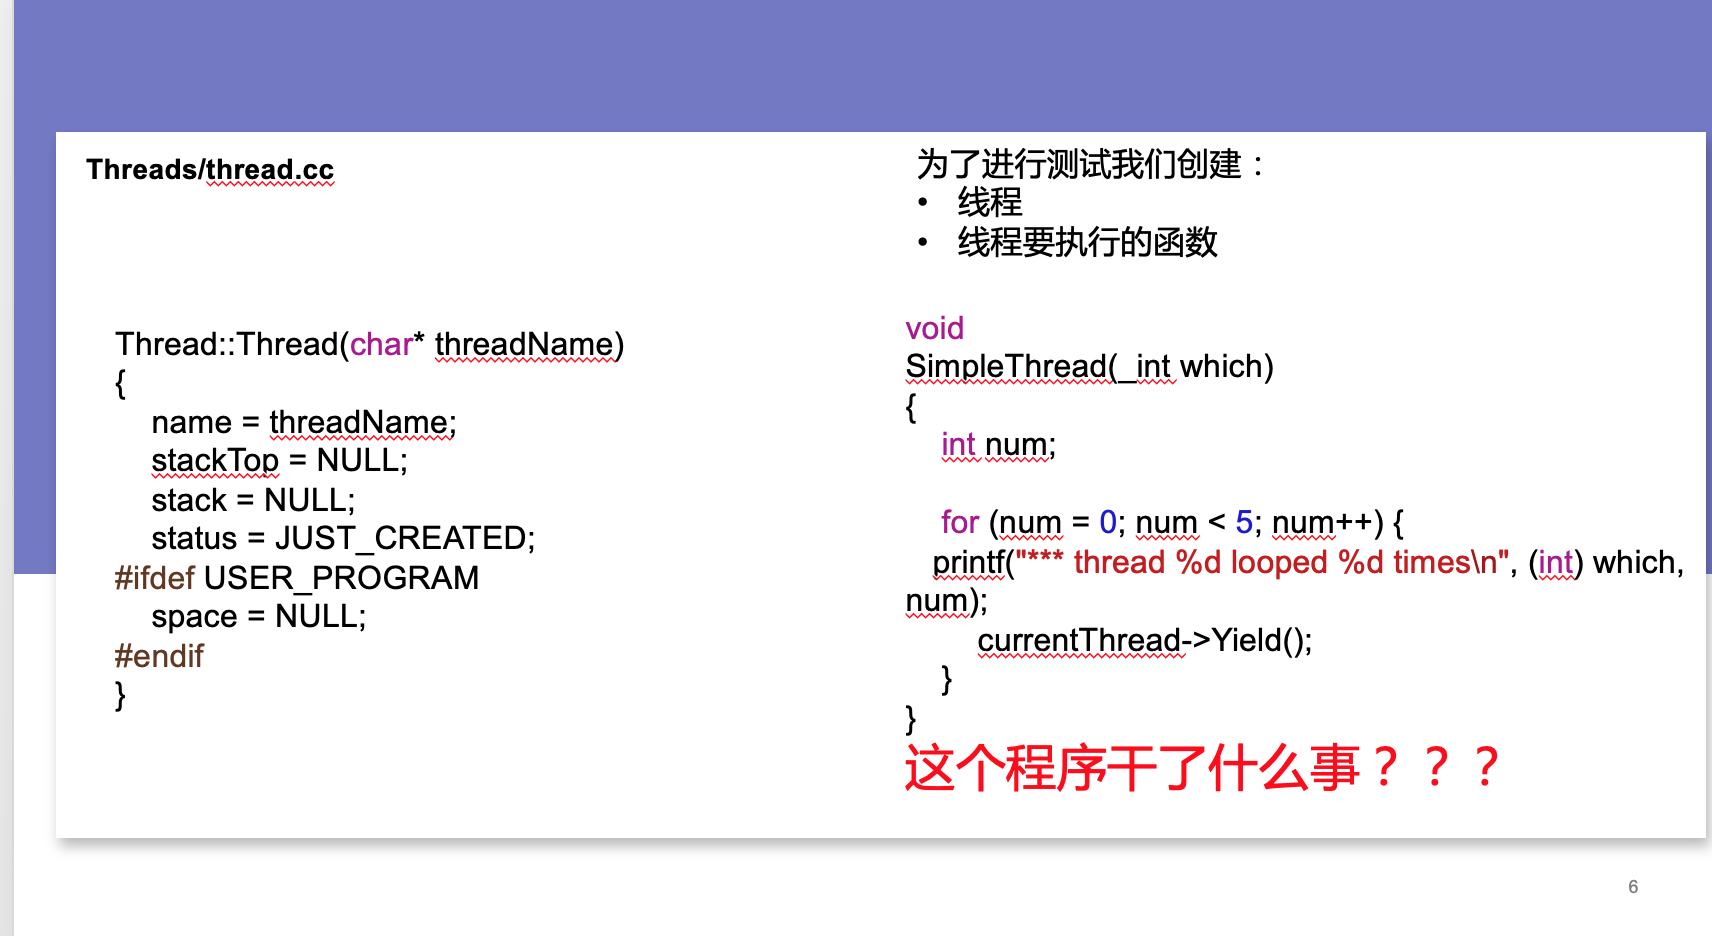 Threads/thread.cc
Thread::Thread(char* threadName)
{
name = threadName;
stackTop = NULL;
stack = NULL;
status = JUST_CREATED;
#ifdef USER_PROGRAM
space = NULL;
#endif
}
为了进行测试我们创建：
• 线程
• 线程要执行的函数
void
SimpleThread(_int which)
{
int num;
for (num = 0; num < 5; num++) {
printf("*** thread %d looped %d times\n", (int) which,
num);
currentThread->Yield();
}
}
这个程序干了什么事？？？
6